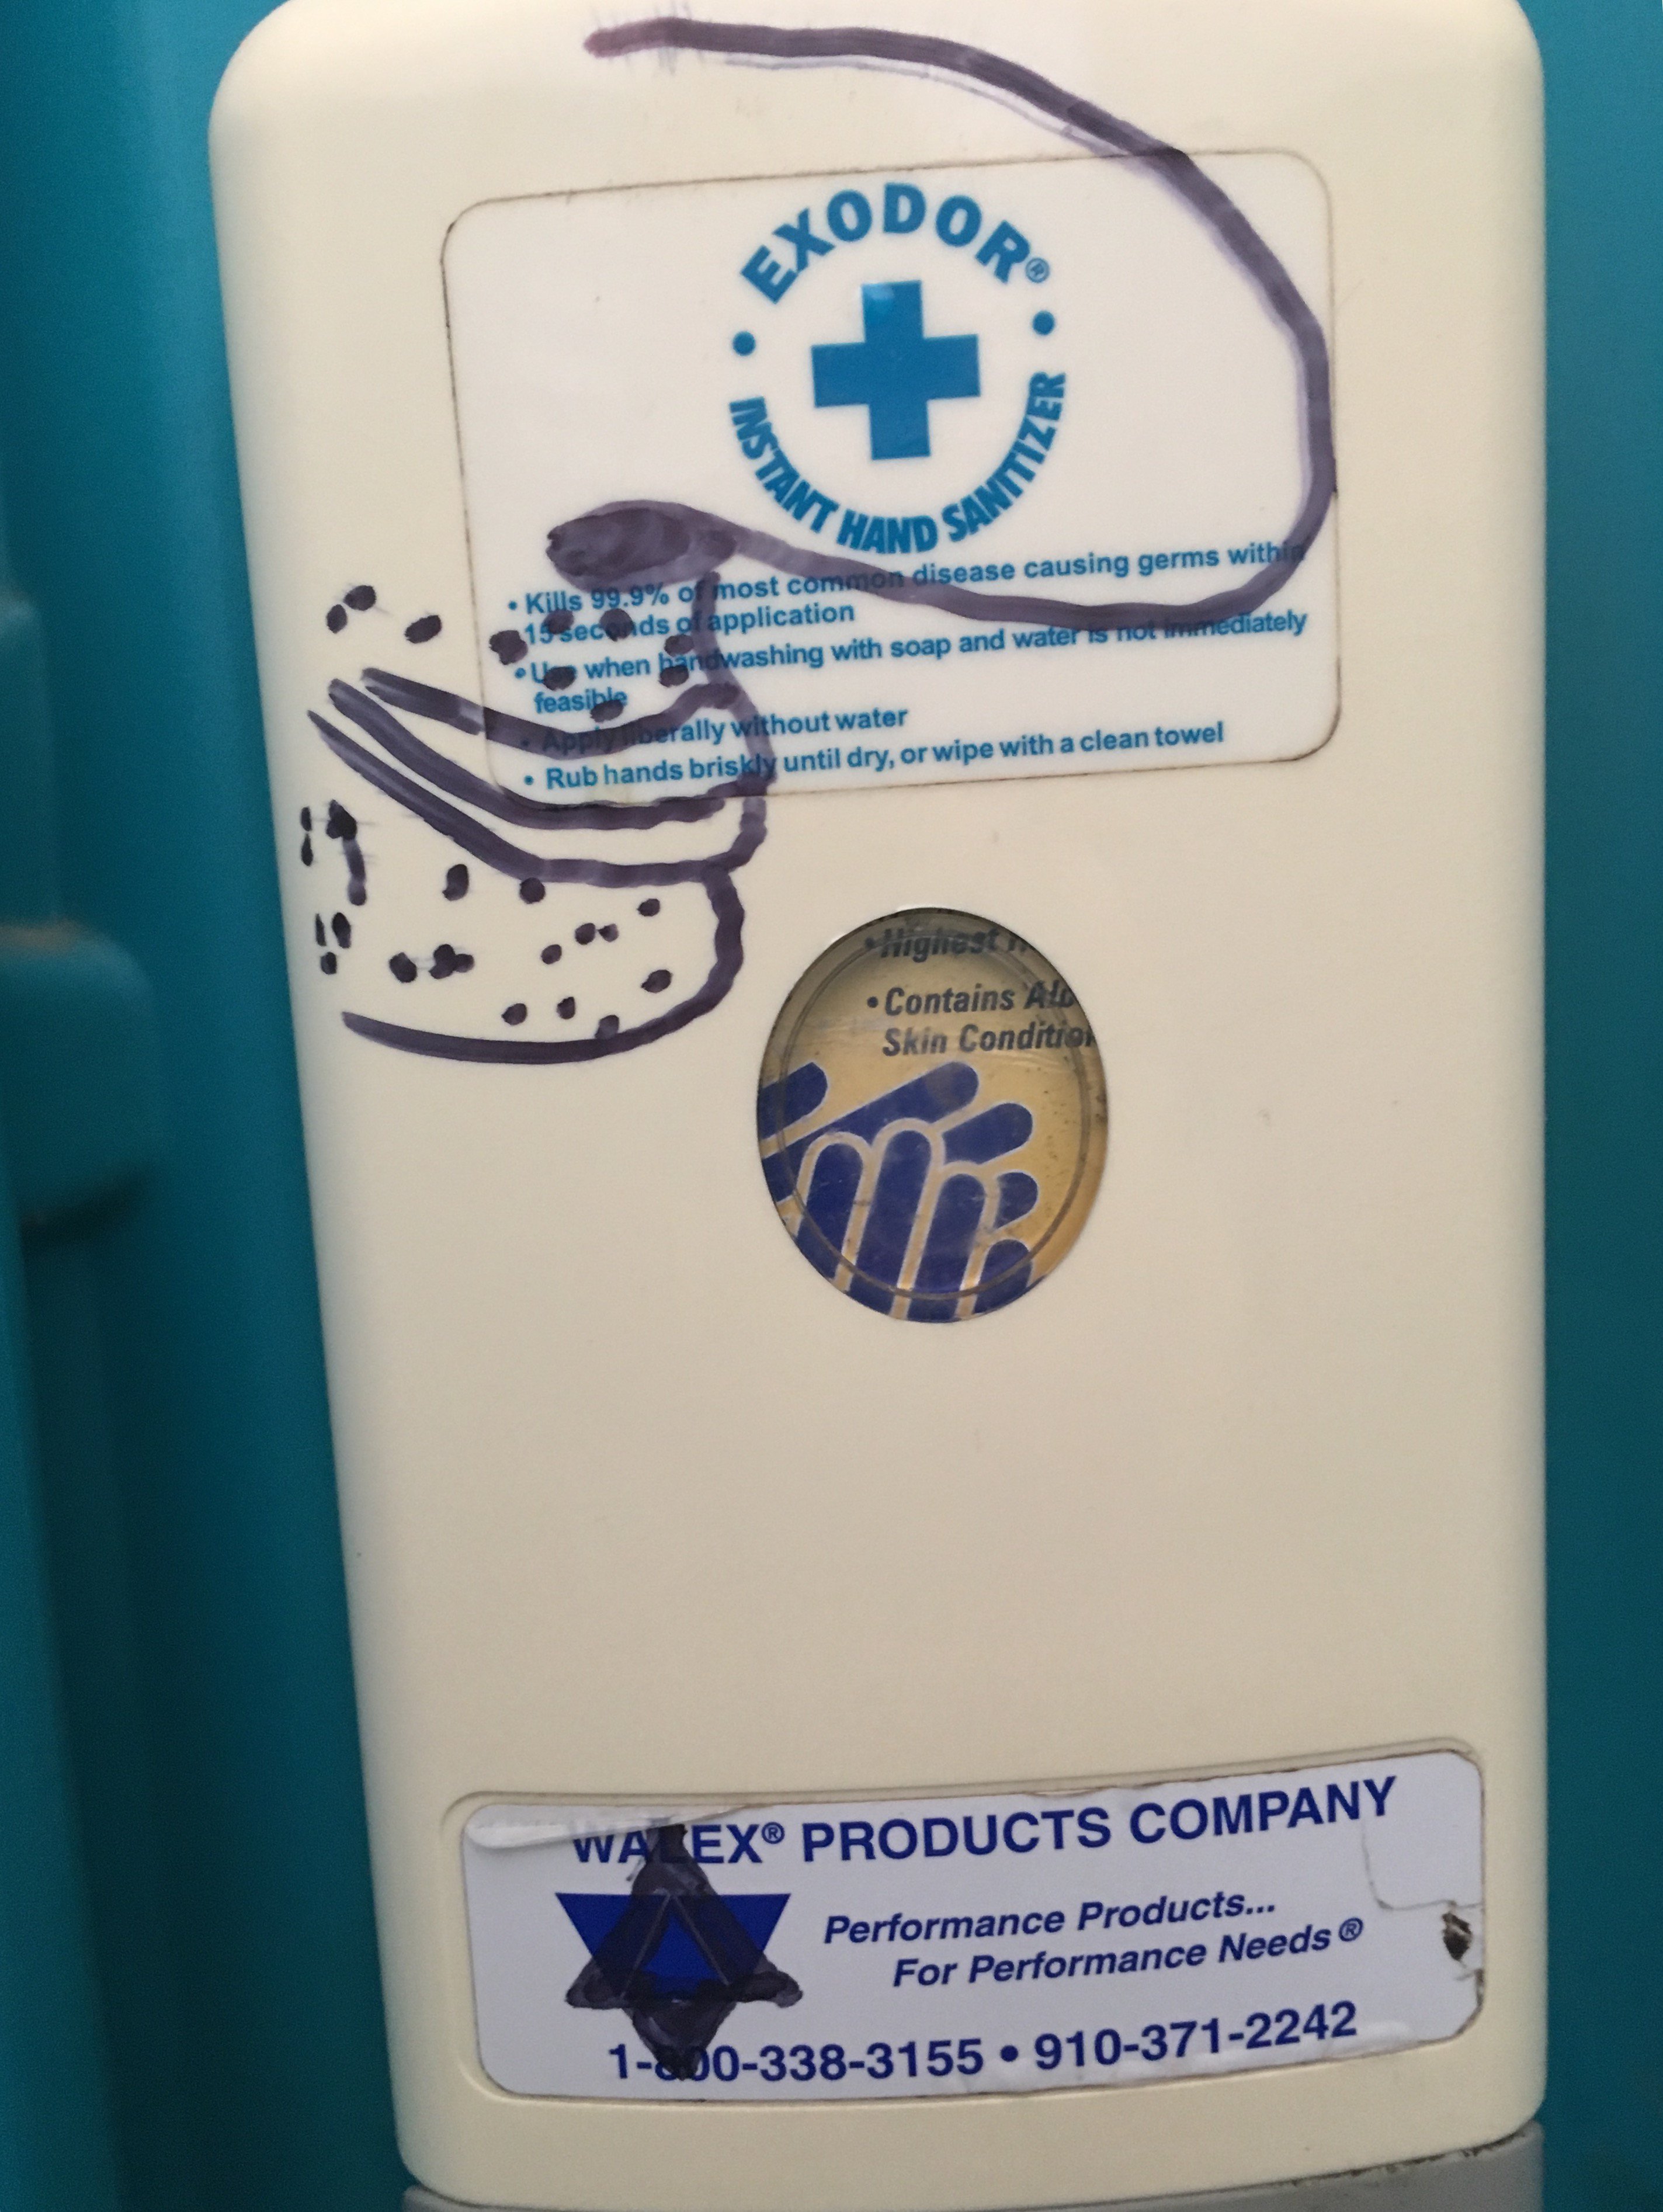 EXODOR®
INSTANT HAND SANITIZER
• Kills 99.9% of most common disease causing germs within
15 seconds of application
• Use when handwashing with soap and water is not immediately
feasible
• Apply liberally without water
• Rub hands briskly until dry, or wipe with a clean towel
• Highest
• Contains
Skin
WALEX® PRODUCTS COMPANY
Performance Products...
For Performance Needs®
1-800-338-3155 • 910-371-2242